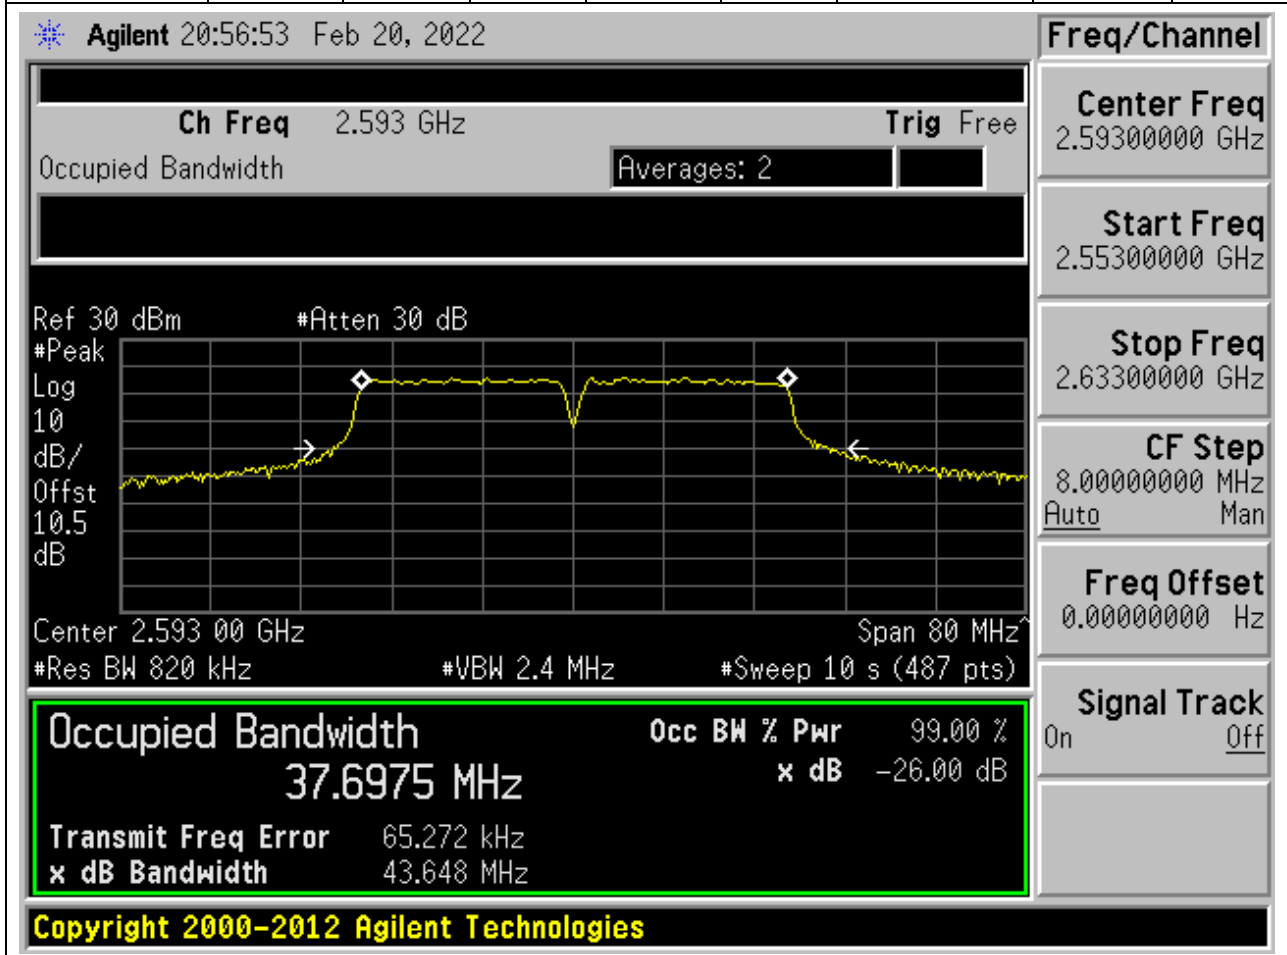 Agilent 20:56:53 Feb 20, 2022
Freq/Channel
Ch Freq 2.593 GHz Trig Free
Occupied Bandwidth Averages: 2
Center Freq
2.59300000 GHz
Start Freq
2.55300000 GHz
Stop Freq
2.63300000 GHz
CF Step
8.00000000 MHz
Auto Man
Freq Offset
0.00000000 Hz
Signal Track
On Off
Ref 30 dBm #Atten 30 dB
#Peak
Log
10
dB/
Offst
10.5
dB
Center 2.593 00 GHz Span 80 MHz^
#Res BW 820 kHz #VBW 2.4 MHz #Sweep 10 s (487 pts)
Occupied Bandwidth Occ BW % Pwr 99.00 %
37.6975 MHz x dB -26.00 dB
Transmit Freq Error 65.272 kHz
x dB Bandwidth 43.648 MHz
Copyright 2000-2012 Agilent Technologies